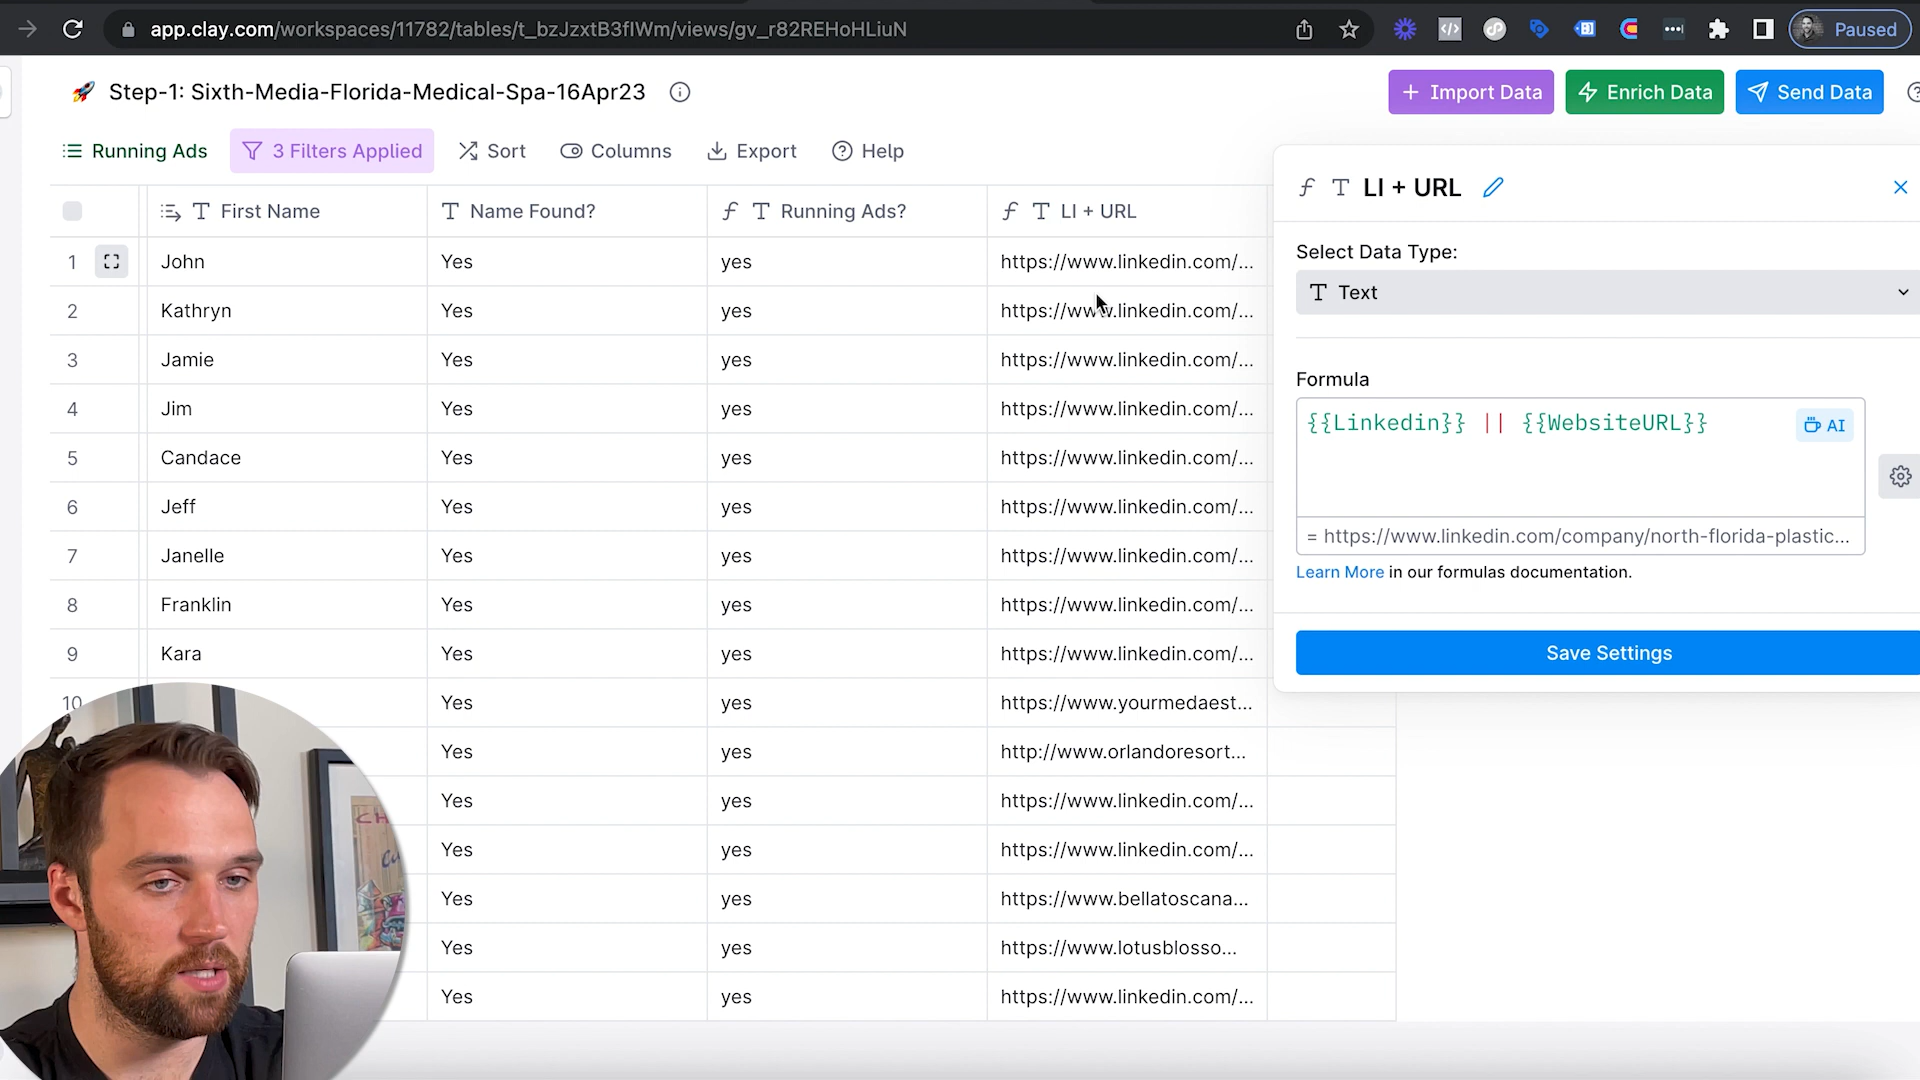 app.clay.com/workspaces/11782/tables/t_bzJzxtB3fIWm/views/gv_r82REHoHLiuN
Paused
🚀 Step-1: Sixth-Media-Florida-Medical-Spa-16Apr23
+ Import Data
Enrich Data
Send Data
Running Ads
3 Filters Applied
Sort
Columns
Export
Help
First Name
Name Found?
Running Ads?
LI + URL
1 John Yes yes https://www.linkedin.com/...
2 Kathryn Yes yes https://www.linkedin.com/...
3 Jamie Yes yes https://www.linkedin.com/...
4 Jim Yes yes https://www.linkedin.com/...
5 Candace Yes yes https://www.linkedin.com/...
6 Jeff Yes yes https://www.linkedin.com/...
7 Janelle Yes yes https://www.linkedin.com/...
8 Franklin Yes yes https://www.linkedin.com/...
9 Kara Yes yes https://www.linkedin.com/...
10 Yes yes https://www.yourmedaest...
Yes yes http://www.orlandoresort...
Yes yes https://www.linkedin.com/...
Yes yes https://www.linkedin.com/...
Yes yes https://www.bellatoscana...
Yes yes https://www.lotusblosso...
Yes yes https://www.linkedin.com/...
LI + URL
Select Data Type:
Text
Formula
{{Linkedin}} || {{WebsiteURL}}
AI
= https://www.linkedin.com/company/north-florida-plastic...
Learn More in our formulas documentation.
Save Settings